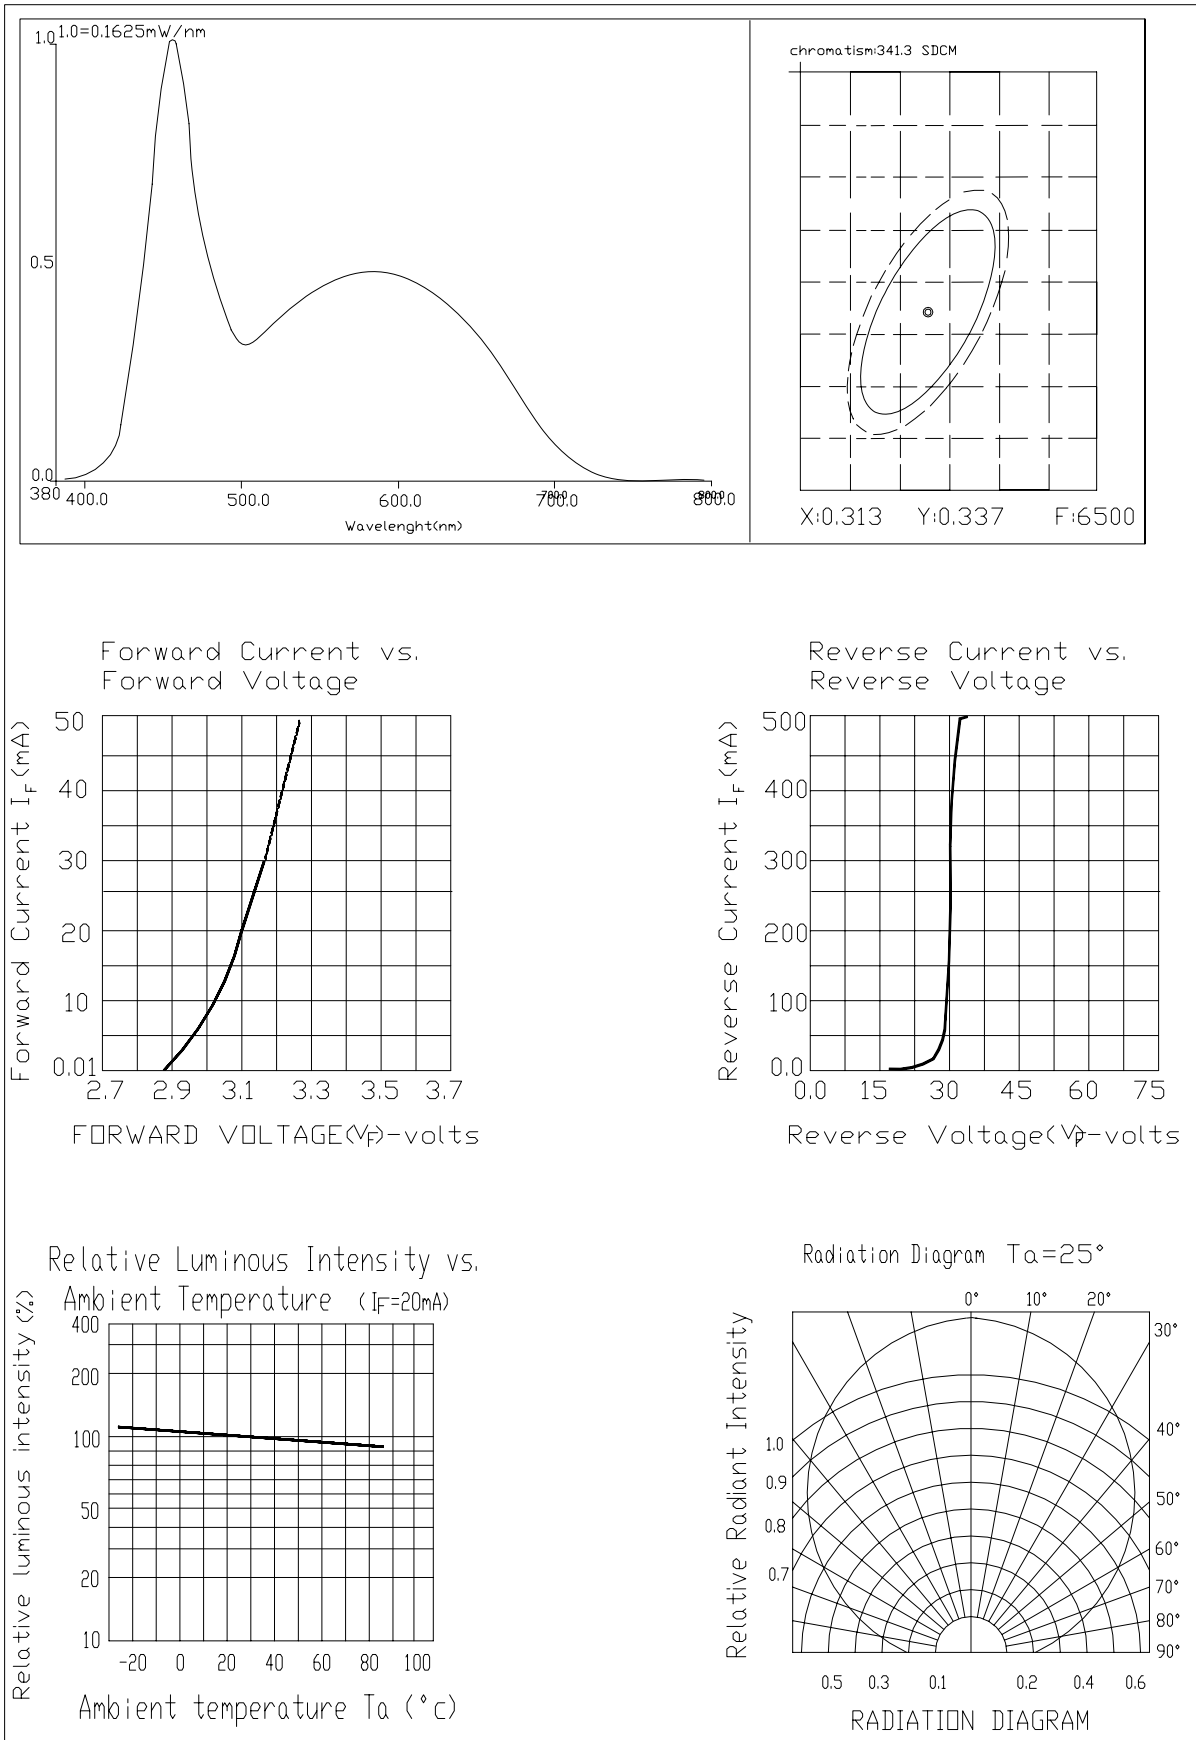 1.0=0.1625mW/nm
1.0
0.5
0.0
380 400.0 500.0 600.0 700.0 800.0
Wavelenght(nm)
chromatism:341.3 SDCM
X:0.313 Y:0.337 F:6500
Forward Current vs.
Forward Voltage
Forward Current IF(mA)
50
40
30
20
10
0.01
2.7 2.9 3.1 3.3 3.5 3.7
FORWARD VOLTAGE(VF)-volts
Reverse Current vs.
Reverse Voltage
Reverse Current IF(mA)
500
400
300
200
100
0.0
0.0 15 30 45 60 75
Reverse Voltage(VF)-volts
Relative Luminous Intensity vs.
Ambient Temperature (IF=20mA)
Relative luminous intensity (%)
400
200
100
50
20
10
-20 0 20 40 60 80 100
Ambient temperature Ta (°c)
Radiation Diagram Ta=25°
Relative Radiant Intensity
0° 10° 20°
30°
40°
50°
60°
70°
80°
90°
1.0
0.9
0.8
0.7
0.5 0.3 0.1 0.2 0.4 0.6
RADIATION DIAGRAM